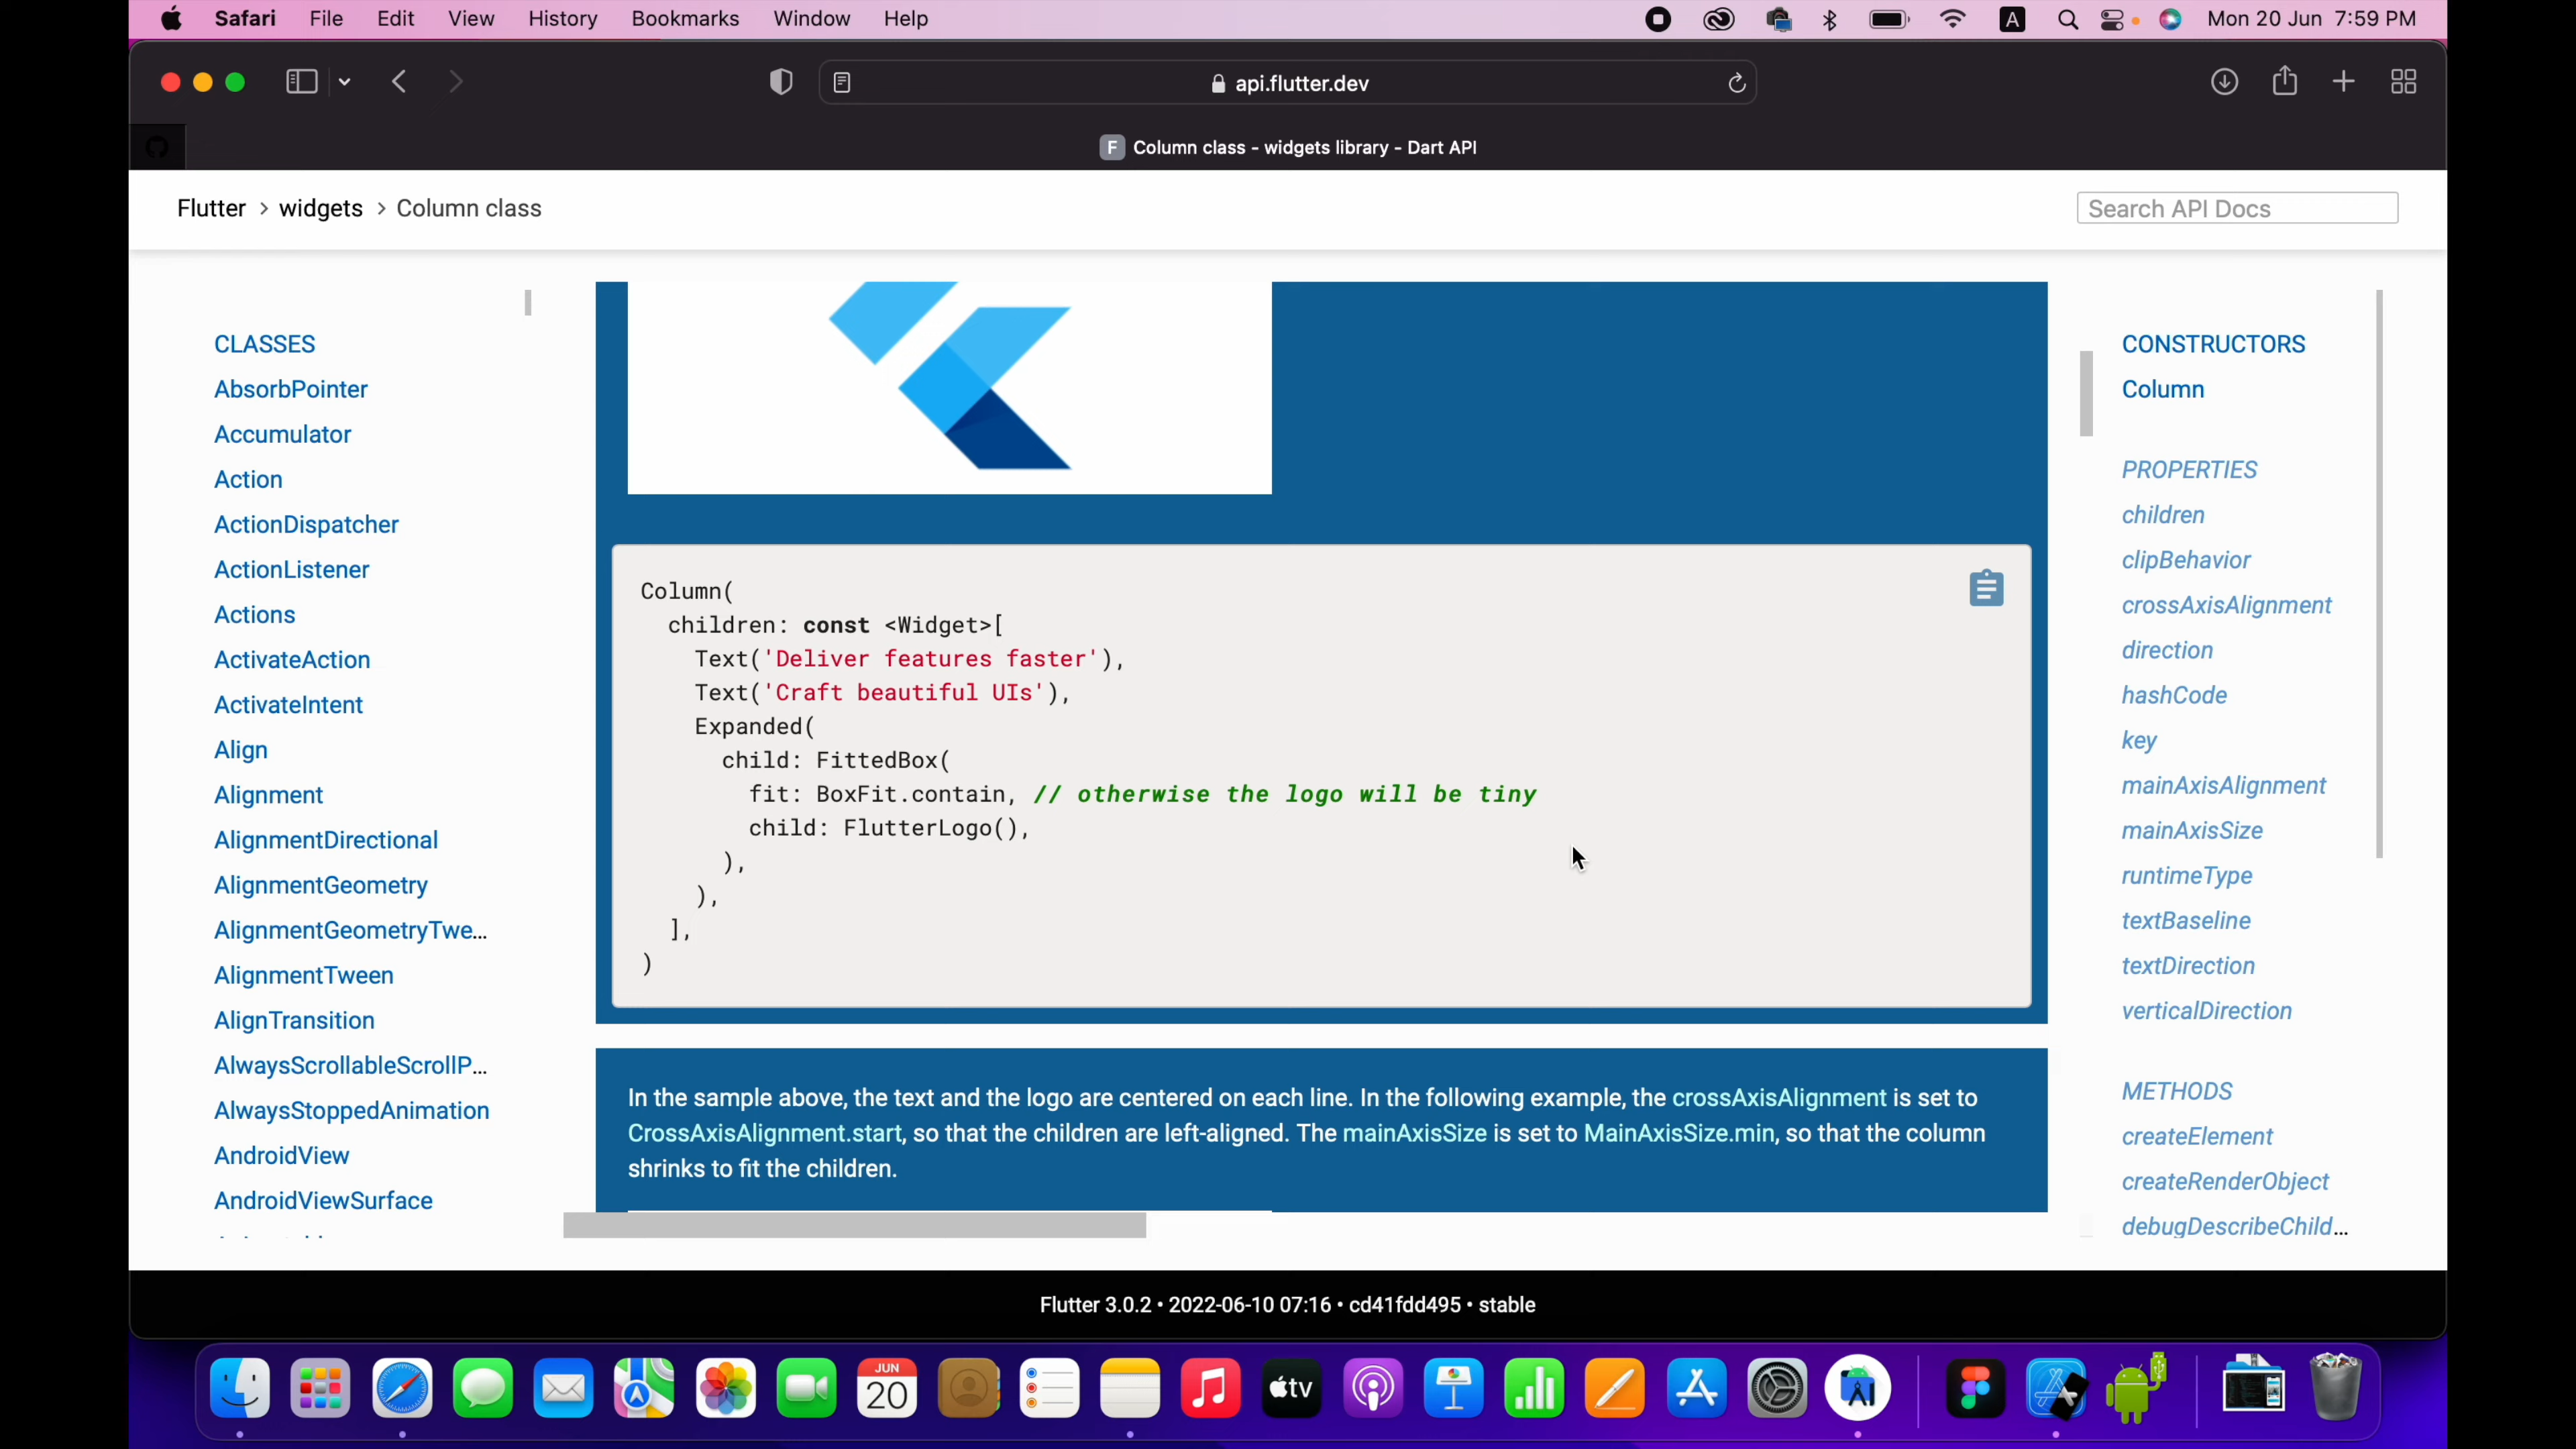 Safari File Edit View History Bookmarks Window Help A Mon 20 Jun 7:59 PM
api.flutter.dev
F Column class - widgets library - Dart API
Flutter > widgets > Column class
Search API Docs
CLASSES
AbsorbPointer
Accumulator
Action
ActionDispatcher
ActionListener
Actions
ActivateAction
ActivateIntent
Align
Alignment
AlignmentDirectional
AlignmentGeometry
AlignmentGeometryTwe...
AlignmentTween
AlignTransition
AlwaysScrollableScrollP...
AlwaysStoppedAnimation
AndroidView
AndroidViewSurface
Column(
children: const <Widget>[
Text('Deliver features faster'),
Text('Craft beautiful UIs'),
Expanded(
child: FittedBox(
fit: BoxFit.contain, // otherwise the logo will be tiny
child: FlutterLogo(),
),
),
],
)
In the sample above, the text and the logo are centered on each line. In the following example, the crossAxisAlignment is set to
CrossAxisAlignment.start, so that the children are left-aligned. The mainAxisSize is set to MainAxisSize.min, so that the column
shrinks to fit the children.
CONSTRUCTORS
Column
PROPERTIES
children
clipBehavior
crossAxisAlignment
direction
hashCode
key
mainAxisAlignment
mainAxisSize
runtimeType
textBaseline
textDirection
verticalDirection
METHODS
createElement
createRenderObject
debugDescribeChild...
Flutter 3.0.2 • 2022-06-10 07:16 • cd41fdd495 • stable
JUN
20
tv